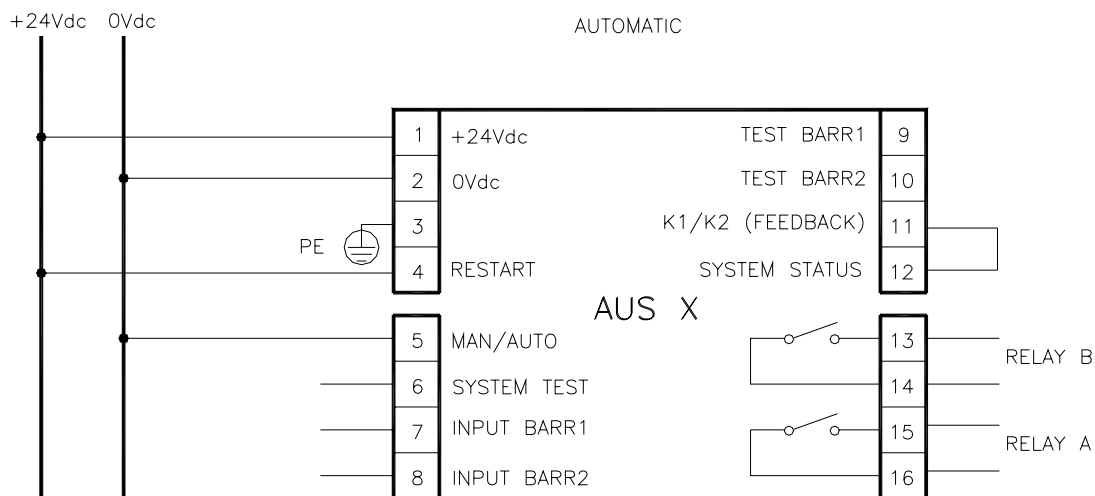 +24Vdc 0Vdc
AUTOMATIC
1 +24Vdc TEST BARR1 9
2 0Vdc TEST BARR2 10
3 K1/K2 (FEEDBACK) 11
PE
4 RESTART SYSTEM STATUS 12
AUS X
5 MAN/AUTO 13
RELAY B
6 SYSTEM TEST 14
7 INPUT BARR1 15
RELAY A
8 INPUT BARR2 16